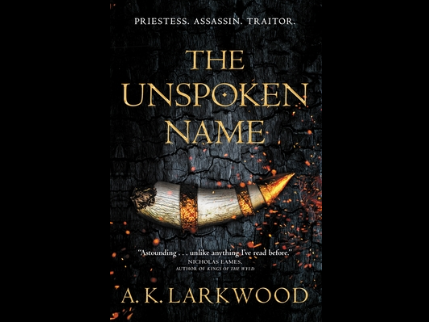 PRIESTESS. ASSASSIN. TRAITOR.
THE
UNSPOKEN
NAME
"Astounding . . . unlike anything I've read before."
NICHOLAS EAMES,
AUTHOR OF KINGS OF THE WYLD
A. K. LARKWOOD